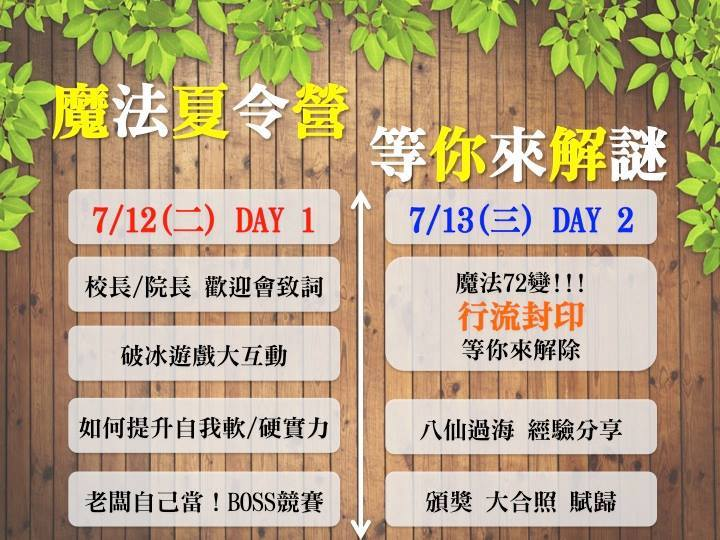 魔法夏令營
等你來解謎
7/12(二) DAY 1
校長/院長 歡迎會致詞
破冰遊戲大互動
如何提升自我軟/硬實力
老闆自己當！BOSS競賽
7/13(三) DAY 2
魔法72變!!!
行流封印
等你來解除
八仙過海 經驗分享
頒獎 大合照 賦歸